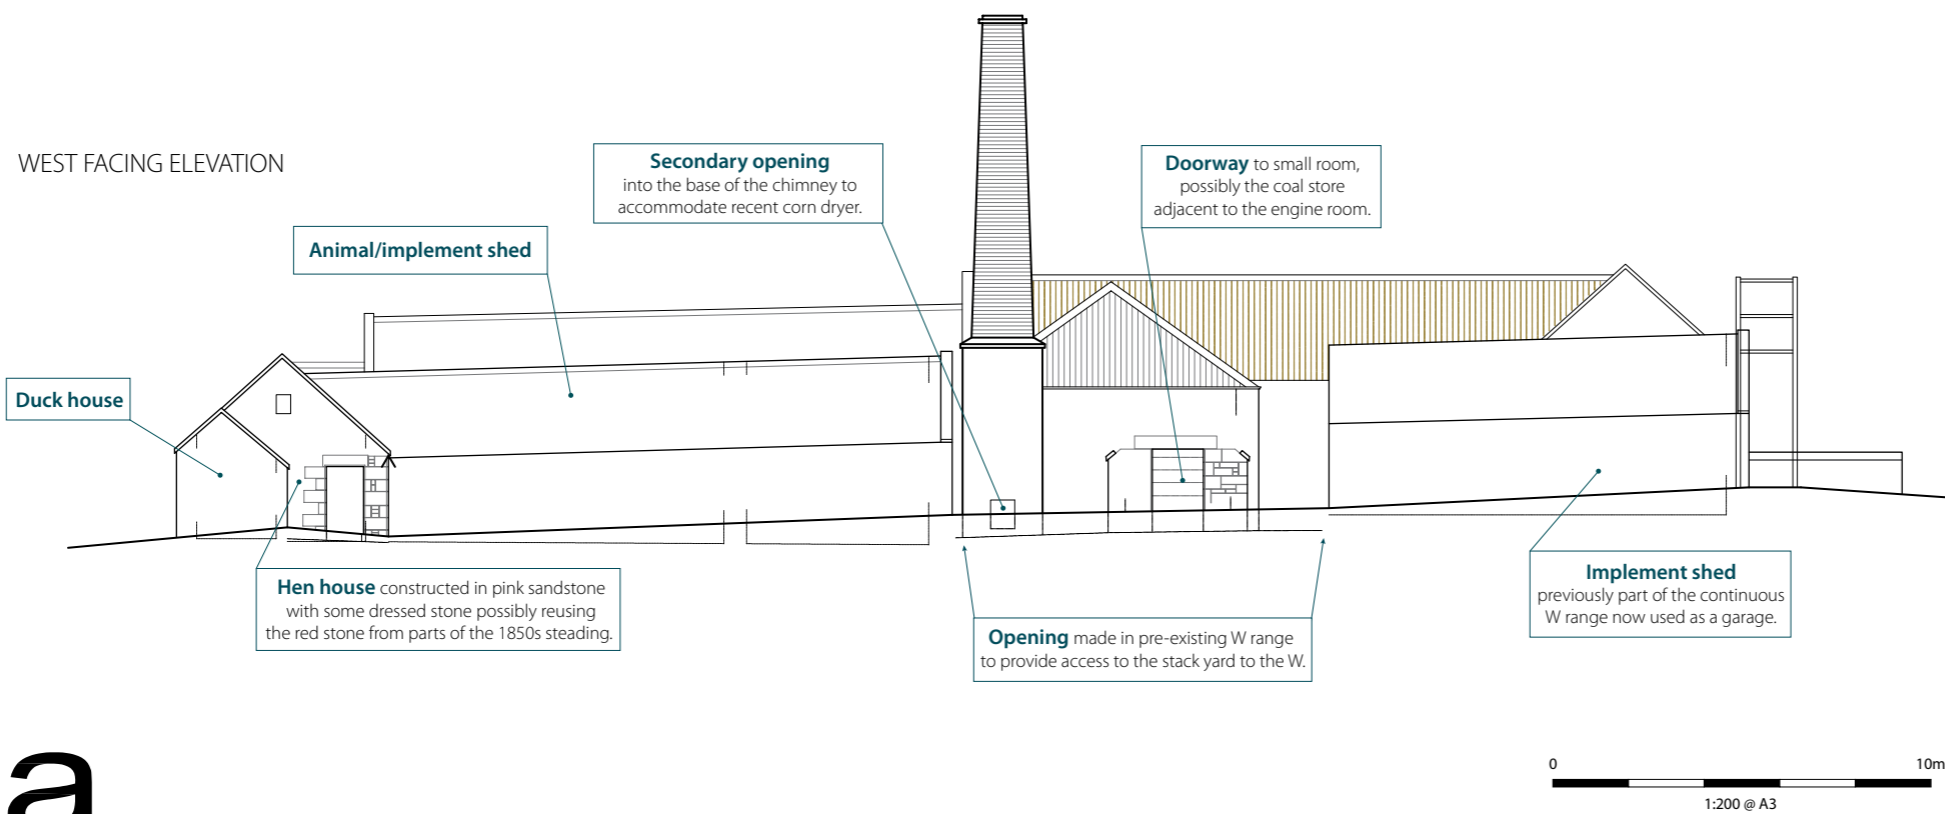 WEST FACING ELEVATION
Secondary opening
into the base of the chimney to
accommodate recent corn dryer.
Doorway to small room,
possibly the coal store
adjacent to the engine room.
Animal/implement shed
Duck house
Hen house constructed in pink sandstone
with some dressed stone possibly reusing
the red stone from parts of the 1850s steading.
Opening made in pre-existing W range
to provide access to the stack yard to the W.
Implement shed
previously part of the continuous
W range now used as a garage.
a
0 10m
1:200 @ A3